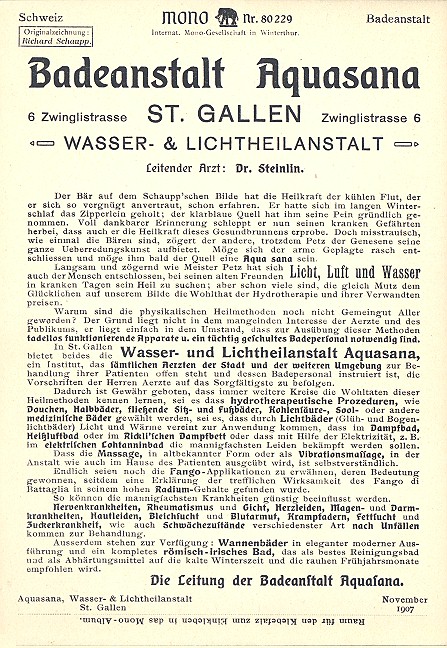 Schweiz
MONO Nr. 80229
Badeanstalt
Originalzeichnung:
Richard Schaupp.
Internat. Mono-Gesellschaft in Winterthur.
Badeanstalt Aquasana
6 Zwinglistrasse ST. GALLEN Zwinglistrasse 6
WASSER- & LICHTHEILANSTALT
Leitender Arzt: Dr. Steinlin.
Der Bär auf dem Schaupp'schen Bilde hat die Heilkraft der kühlen Flut, der
er sich so vergnügt anvertraut, schon erfahren. Er hatte sich im langen Winter-
schlaf das Zipperlein geholt; der klarblaue Quell hat ihm seine Pein gründlich ge-
nommen. Voll dankbarer Erinnerung schleppt er nun seinen kranken Gefährten
herbei, dass auch er die Heilkraft dieses Gesundbrunnens erprobe. Doch misstrauisch,
wie einmal die Bären sind, zögert der andere, trotzdem Petz der Genesene seine
ganze Ueberredungskunst aufbietet. Möge sich der arme Geplagte rasch ent-
schliessen und möge ihm bald der Quell eine Aqua sana sein.
Langsam und zögernd wie Meister Petz hat sich
auch der Mensch entschlossen, bei seinen alten Freunden Licht, Luft und Wasser
in kranken Tagen sein Heil zu suchen; aber schon viele sind, die gleich Mutz dem
Glücklichen auf unserem Bilde die Wohlthat der Hydrotherapie und ihrer Verwandten
preisen.
Warum sind die physikalischen Heilmethoden noch nicht Gemeingut Aller
geworden? Der Grund liegt nicht in dem mangelnden Interesse der Aerzte und des
Publikums, er liegt einfach in dem Umstand, dass zur Ausübung dieser Methoden
tadellos funktionierende Apparate u. ein tüchtig geschultes Badepersonal notwendig sind.
In St. Gallen
bietet beides die Wasser- und Lichtheilanstalt Aquasana,
ein Institut, das sämtlichen Aerzten der Stadt und der weiteren Umgebung zur Be-
handlung ihrer Patienten offen steht und dessen Badepersonal instruiert ist, die
Vorschriften der Herren Aerzte auf das Sorgfältigste zu befolgen.
Dadurch ist Gewähr geboten, dass immer weitere Kreise die Wohltaten dieser
Heilmethoden kennen lernen, sei es dass hydrotherapeutische Prozeduren, wie
Douchen, Halbbäder, fliessende Sitz- und Fussbäder, Kohlensäure-, Sool- oder andere
medizinische Bäder gewählt werden, sei es, dass durch Lichtbäder (Glüh- und Bogen-
lichtbäder) Licht und Wärme vereint zur Anwendung kommen, dass im Dampfbad,
Heissluftbad oder im Rickli'schen Dampfbett oder dass mit Hilfe der Elektrizität, z. B.
im elektrischen Lohtanninbad die mannigfachsten Leiden bekämpft werden sollen.
Dass die Massage, in altbekannter Form oder als Vibrationsmassage, in der
Anstalt wie auch im Hause des Patienten ausgeübt wird, ist selbstverständlich.
Endlich seien noch die Fango-Applikationen zu erwähnen, deren Bedeutung
gewonnen, seitdem eine Erklärung der trefflichen Wirksamkeit des Fango di
Battaglia in seinem hohen Radium-Gehalte gefunden wurde.
So können die mannigfachsten Krankheiten günstig beeinflusst werden.
Nervenkrankheiten, Rheumatismus und Gicht, Herzleiden, Magen- und Darm-
krankheiten, Hautleiden, Bleichsucht und Blutarmut, Krampfadern, Fettsucht und
Zuckerkrankheit, wie auch Schwächezustände verschiedenster Art nach Unfällen
kommen zur Behandlung.
Ausserdem stehen zur Verfügung: Wannenbäder in eleganter moderner Aus-
führung und ein komplettes römisch-irisches Bad, das als bestes Reinigungsbad
und als Abhärtungsmittel auf die kalte Winterszeit und die rauhen Frühjahrsmonate
empfohlen wird.
Die Leitung der Badeanstalt Aquasana.
Aquasana, Wasser- & Lichtheilanstalt
St. Gallen
November
1907
Raum für den Klebefalz zum Einkleben in das Mono-Album.